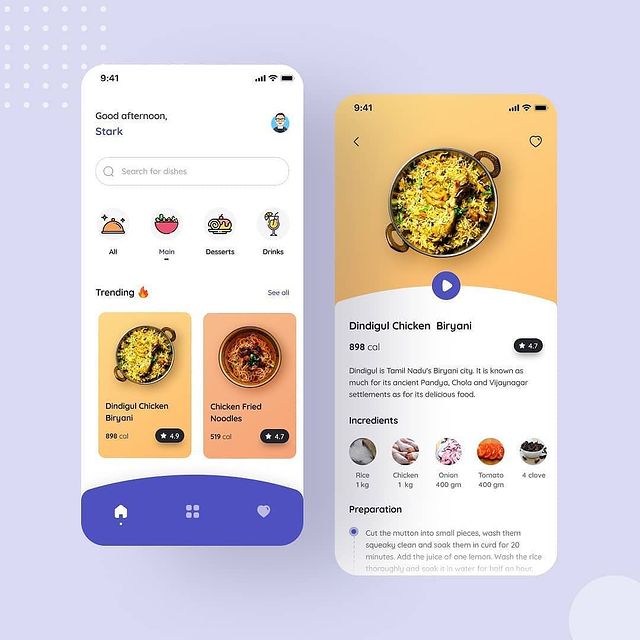 9:41
Good afternoon,
Stark
Search for dishes
All
Main
Desserts
Drinks
Trending 🔥
See all
Dindigul Chicken
Biryani
898 cal
★ 4.9
Chicken Fried
Noodles
519 cal
★ 4.7
9:41
Dindigul Chicken Biryani
898 cal
★ 4.7
Dindigul is Tamil Nadu's Biryani city. It is known as
much for its ancient Pandya, Chola and Vijaynagar
settlements as for its delicious food.
Incredients
Rice
1 kg
Chicken
1 kg
Onion
400 gm
Tomato
400 gm
4 clove
Preparation
Cut the mutton into small pieces, wash them
squeaky clean and soak them in curd for 20
minutes. Add the juice of one lemon. Wash the rice
thoroughly and soak it in water for half an hour.